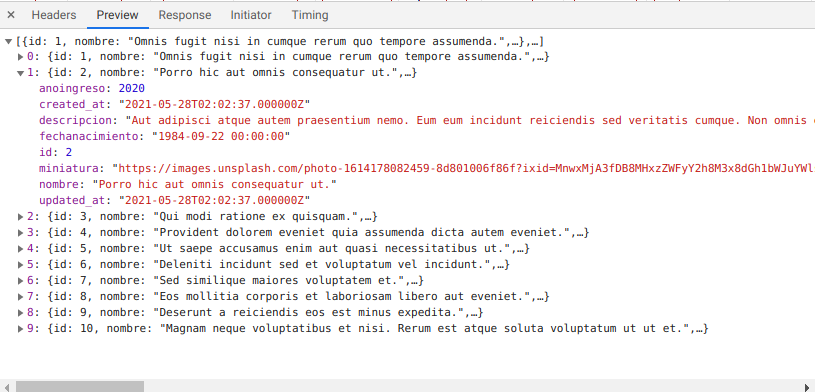 Headers Preview Response Initiator Timing
[{id: 1, nombre: "Omnis fugit nisi in cumque rerum quo tempore assumenda.",…},…]
0: {id: 1, nombre: "Omnis fugit nisi in cumque rerum quo tempore assumenda.",…}
1: {id: 2, nombre: "Porro hic aut omnis consequatur ut.",…}
anoingreso: 2020
created_at: "2021-05-28T02:02:37.000000Z"
descripcion: "Aut adipisci atque autem praesentium nemo. Eum eum incidunt reiciendis sed veritatis cumque. Non omnis
fechanacimiento: "1984-09-22 00:00:00"
id: 2
miniatura: "https://images.unsplash.com/photo-1614178082459-8d801006f86f?ixid=MnwxMjA3fDB8MHxzZWFyY2h8M3x8dGh1bWJuYWl
nombre: "Porro hic aut omnis consequatur ut."
updated_at: "2021-05-28T02:02:37.000000Z"
2: {id: 3, nombre: "Qui modi ratione ex quisquam.",…}
3: {id: 4, nombre: "Provident dolorem eveniet quia assumenda dicta autem eveniet.",…}
4: {id: 5, nombre: "Ut saepe accusamus enim aut quasi necessitatibus ut.",…}
5: {id: 6, nombre: "Deleniti incidunt sed et voluptatum vel incidunt.",…}
6: {id: 7, nombre: "Sed similique maiores voluptatem et.",…}
7: {id: 8, nombre: "Eos mollitia corporis et laboriosam libero aut eveniet.",…}
8: {id: 9, nombre: "Deserunt a reiciendis eos est minus expedita.",…}
9: {id: 10, nombre: "Magnam neque voluptatibus et nisi. Rerum est atque soluta voluptatum ut ut et.",…}